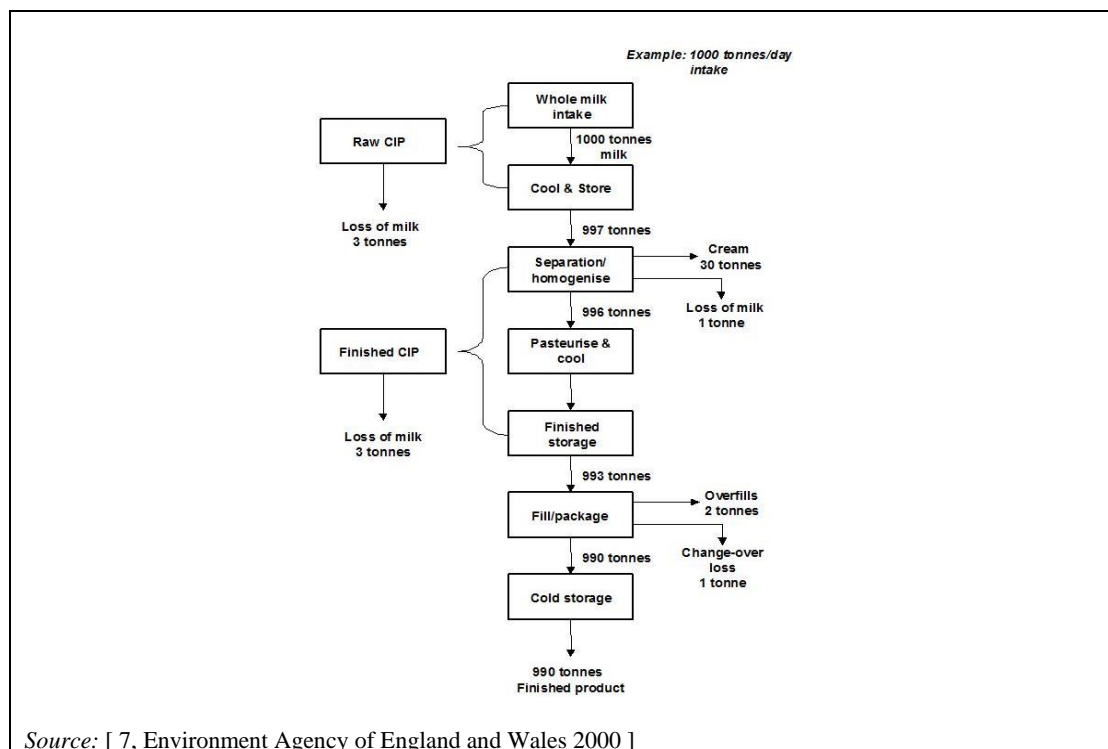 Example: 1000 tonnes/day
intake
Whole milk
intake
Raw CIP
1000 tonnes
milk
Cool & Store
Loss of milk
3 tonnes
997 tonnes
Separation/
homogenise
Cream
30 tonnes
Loss of milk
1 tonne
996 tonnes
Finished CIP
Pasteurise &
cool
Finished
storage
Loss of milk
3 tonnes
993 tonnes
Fill/package
Overfills
2 tonnes
Change-over
loss
1 tonne
990 tonnes
Cold storage
990 tonnes
Finished product
Source: [ 7, Environment Agency of England and Wales 2000 ]